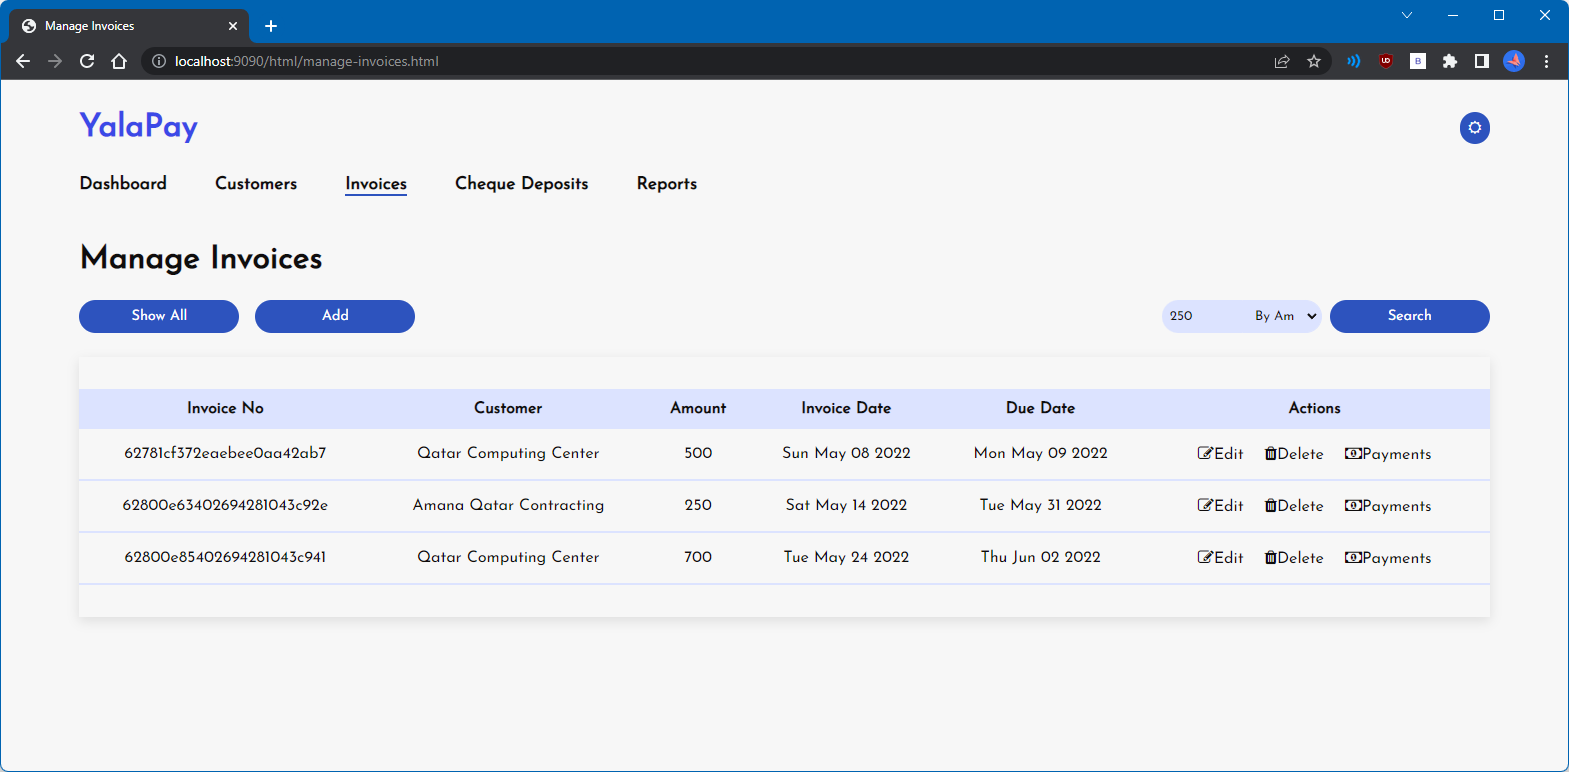 Manage Invoices
localhost:9090/html/manage-invoices.html
YalaPay
Dashboard Customers Invoices Cheque Deposits Reports
Manage Invoices
Show All Add 250 By Am Search
Invoice No Customer Amount Invoice Date Due Date Actions
62781cf372eaebee0aa42ab7 Qatar Computing Center 500 Sun May 08 2022 Mon May 09 2022 Edit Delete Payments
62800e63402694281043c92e Amana Qatar Contracting 250 Sat May 14 2022 Tue May 31 2022 Edit Delete Payments
62800e85402694281043c941 Qatar Computing Center 700 Tue May 24 2022 Thu Jun 02 2022 Edit Delete Payments